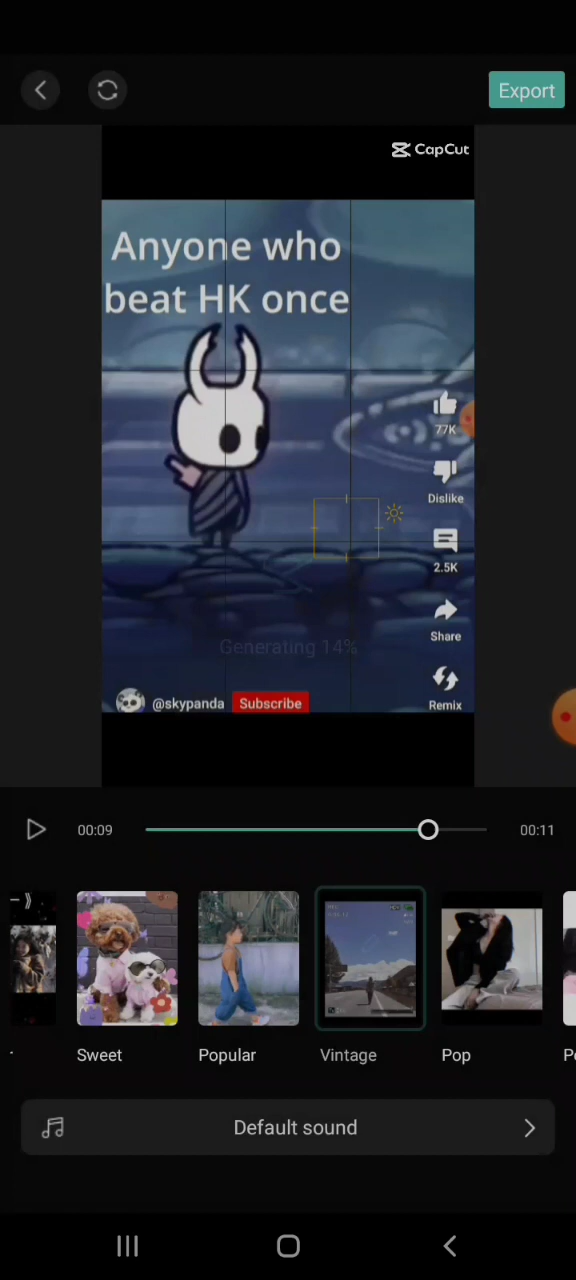 Export
CapCut
Anyone who
beat HK once
77K
Dislike
2.5K
Share
Generating 14%
@skypanda
Subscribe
Remix
00:09
00:11
Sweet
Popular
Vintage
Pop
Default sound